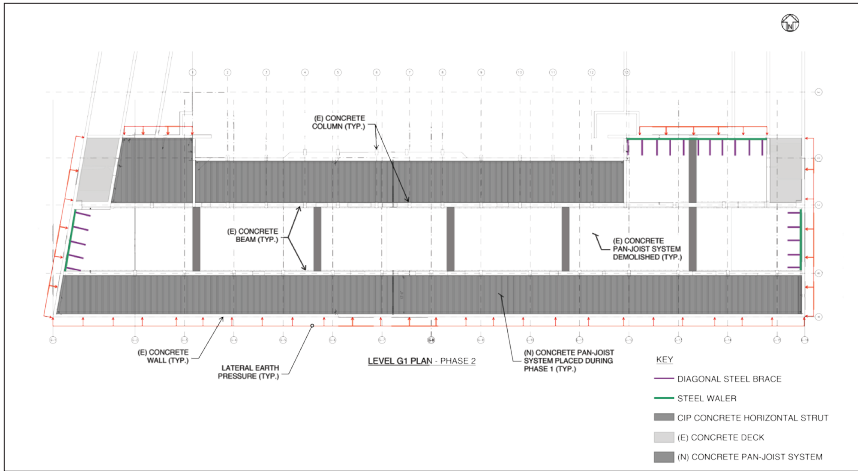 N
(E) CONCRETE
COLUMN (TYP.)
(E) CONCRETE
BEAM (TYP.)
(E) CONCRETE
PAN-JOIST SYSTEM
DEMOLISHED (TYP.)
(E) CONCRETE
WALL (TYP.)
LATERAL EARTH
PRESSURE (TYP.)
LEVEL G1 PLAN - PHASE 2
(N) CONCRETE PAN-JOIST
SYSTEM PLACED DURING
PHASE 1 (TYP.)
KEY
DIAGONAL STEEL BRACE
STEEL WALER
CIP CONCRETE HORIZONTAL STRUT
(E) CONCRETE DECK
(N) CONCRETE PAN-JOIST SYSTEM